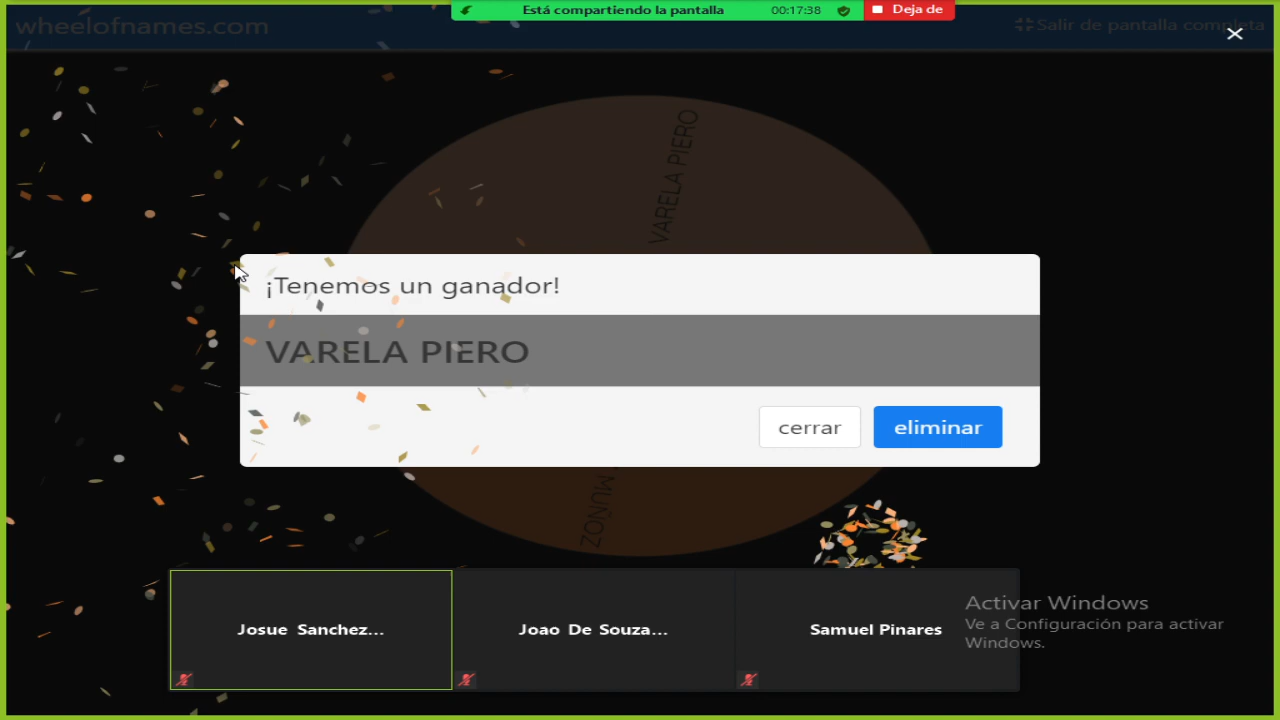 Está compartiendo la pantalla 00:17:38 Deja de
wheelofnames.com
Salir de pantalla completa
VARELA PIERO
¡Tenemos un ganador!
VARELA PIERO
cerrar
eliminar
MUÑOZ
Josue Sanchez...
Joao De Souza...
Samuel Pinares
Activar Windows
Ve a Configuración para activar
Windows.